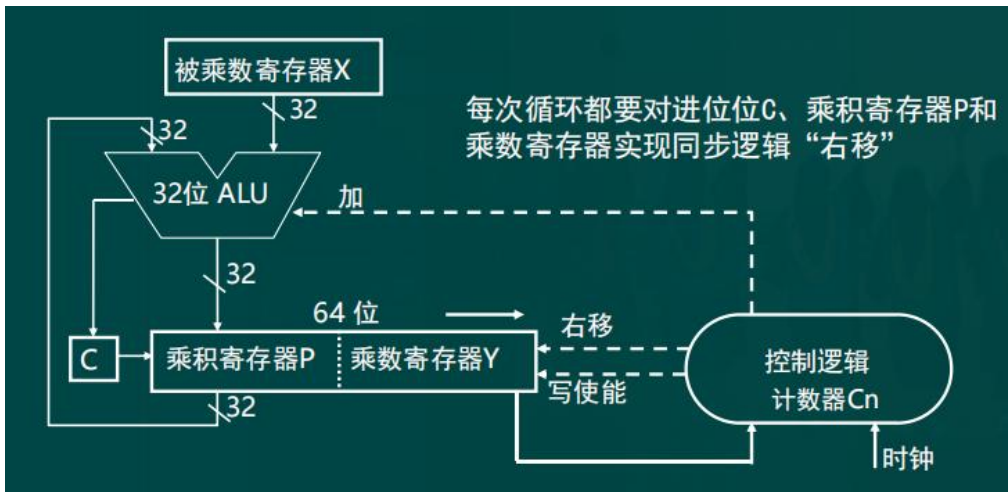 被乘数寄存器X
32
32
每次循环都要对进位位C、乘积寄存器P和
乘数寄存器实现同步逻辑“右移”
32位 ALU
加
32
64 位
右移
C
乘积寄存器P
乘数寄存器Y
写使能
控制逻辑
计数器Cn
32
时钟